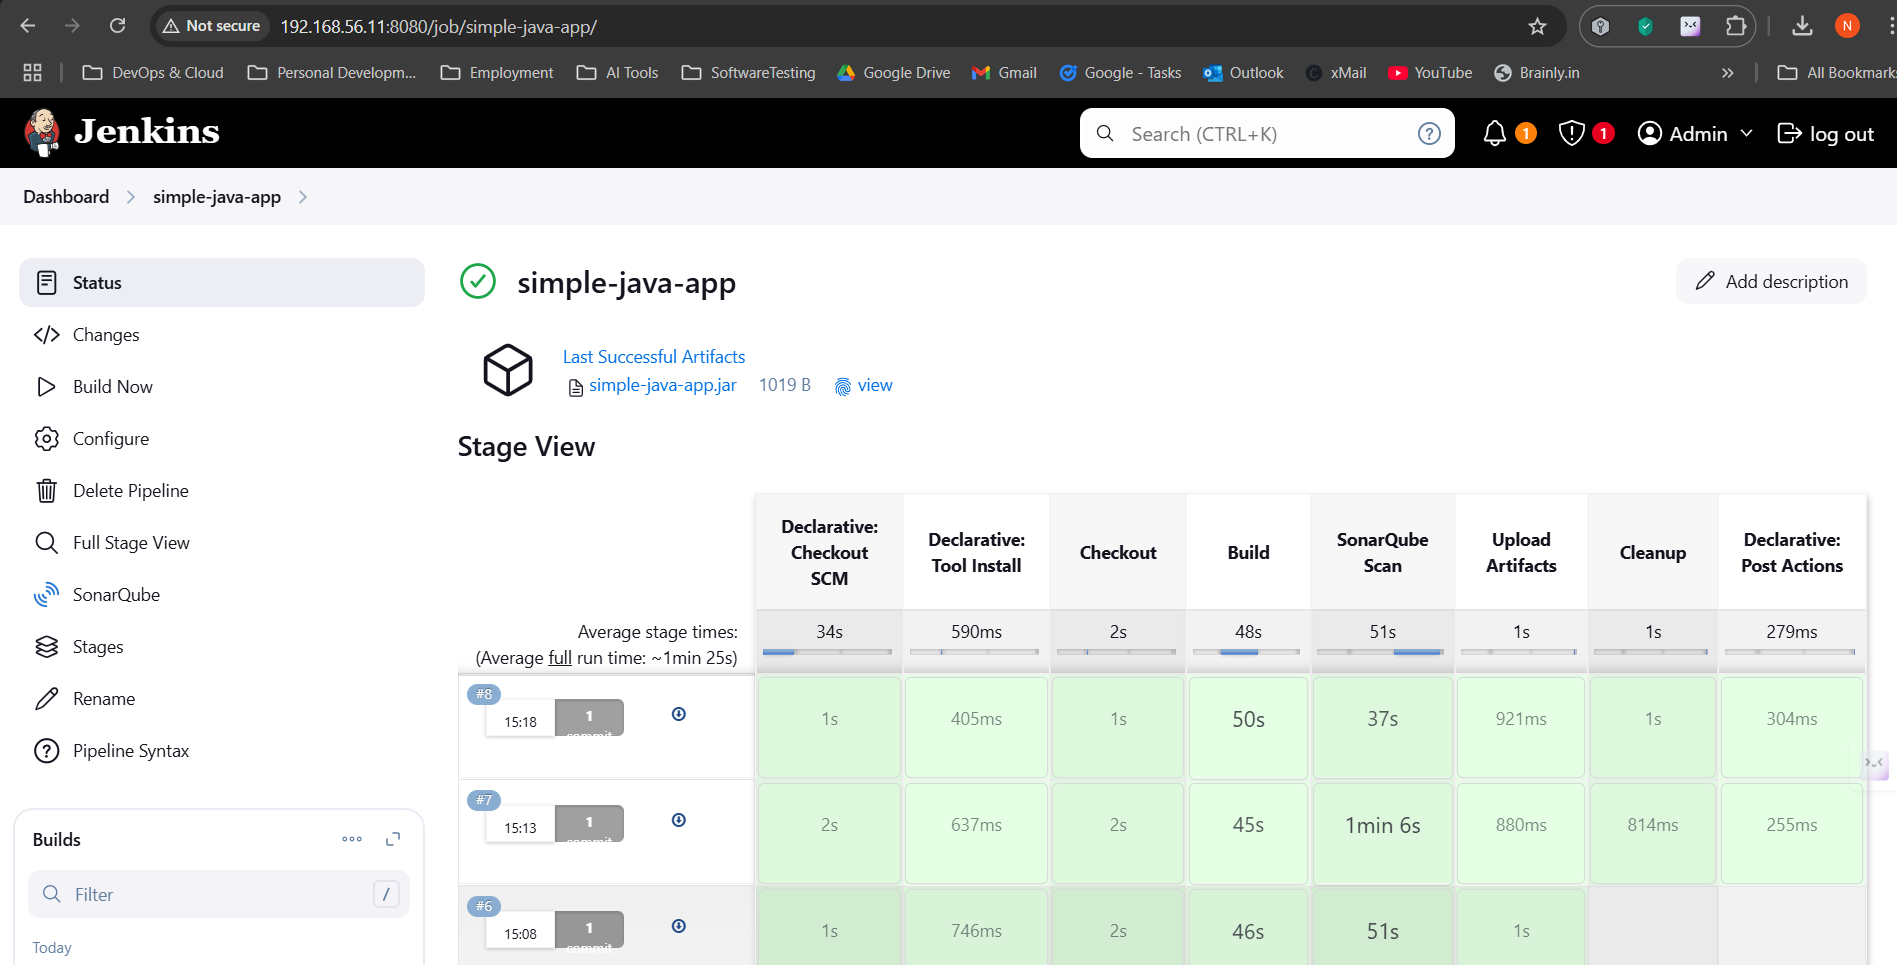 Not secure 192.168.56.11:8080/job/simple-java-app/
N
DevOps & Cloud Personal Developm... Employment AI Tools SoftwareTesting Google Drive Gmail Google - Tasks Outlook xMail YouTube Brainly.in » All Bookmarks
Jenkins
Search (CTRL+K) ?
1
1
Admin
log out
Dashboard simple-java-app
Status
Changes
Build Now
Configure
Delete Pipeline
Full Stage View
SonarQube
Stages
Rename
Pipeline Syntax
Builds
Filter /
Today
simple-java-app
Add description
Last Successful Artifacts
simple-java-app.jar 1019 B view
Stage View
Declarative: Checkout SCM
Declarative: Tool Install
Checkout
Build
SonarQube Scan
Upload Artifacts
Cleanup
Declarative: Post Actions
Average stage times:
(Average full run time: ~1min 25s)
34s 590ms 2s 48s 51s 1s 1s 279ms
#8
15:18 1 commit
1s 405ms 1s 50s 37s 921ms 1s 304ms
#7
15:13 1 commit
2s 637ms 2s 45s 1min 6s 880ms 814ms 255ms
#6
15:08 1 commit
1s 746ms 2s 46s 51s 1s